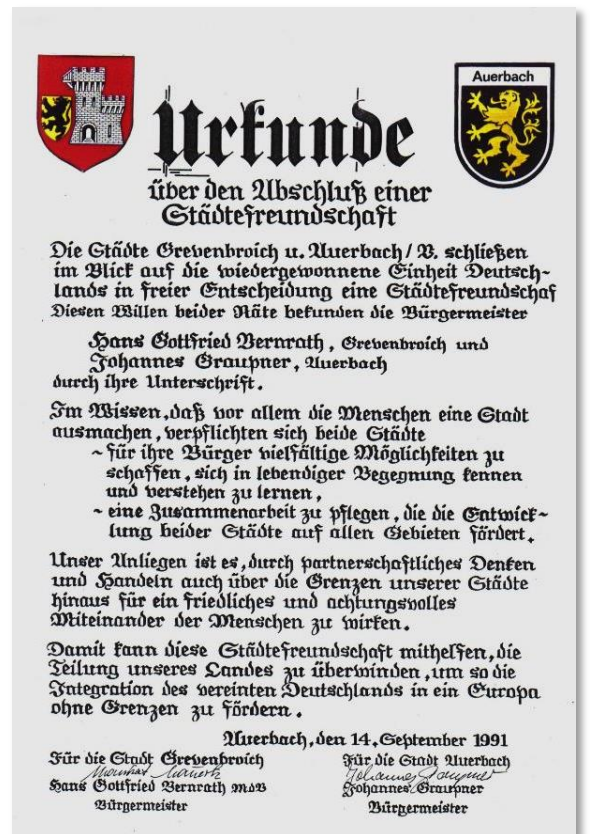 Auerbach
Urkunde
über den Abschluß einer
Städtefreundschaft
Die Städte Grevenbroich u. Auerbach/V. schließen
im Blick auf die wiedergewonnene Einheit Deutsch-
lands in freier Entscheidung eine Städtefreundschaf
Diesen Willen beider Räte bekunden die Bürgermeister
Hans Gottfried Bernrath, Grevenbroich und
Johannes Graupner, Auerbach
durch ihre Unterschrift.
Im Wissen, daß vor allem die Menschen eine Stadt
ausmachen, verpflichten sich beide Städte
~ für ihre Bürger vielfältige Möglichkeiten zu
schaffen, sich in lebendiger Begegnung kennen
und verstehen zu lernen,
~ eine Zusammenarbeit zu pflegen, die die Entwick-
lung beider Städte auf allen Gebieten fördert.
Unser Anliegen ist es, durch partnerschaftliches Denken
und Handeln auch über die Grenzen unserer Städte
hinaus für ein friedliches und achtungsvolles
Miteinander der Menschen zu wirken.
Damit kann diese Städtefreundschaft mithelfen, die
Teilung unseres Landes zu überwinden, um so die
Integration des vereinten Deutschlands in ein Europa
ohne Grenzen zu fördern.
Auerbach, den 14. September 1991
Für die Stadt Grevenbroich
Hans Gottfried Bernrath MdB
Bürgermeister
Für die Stadt Auerbach
Johannes Graupner
Johannes Graupner
Bürgermeister